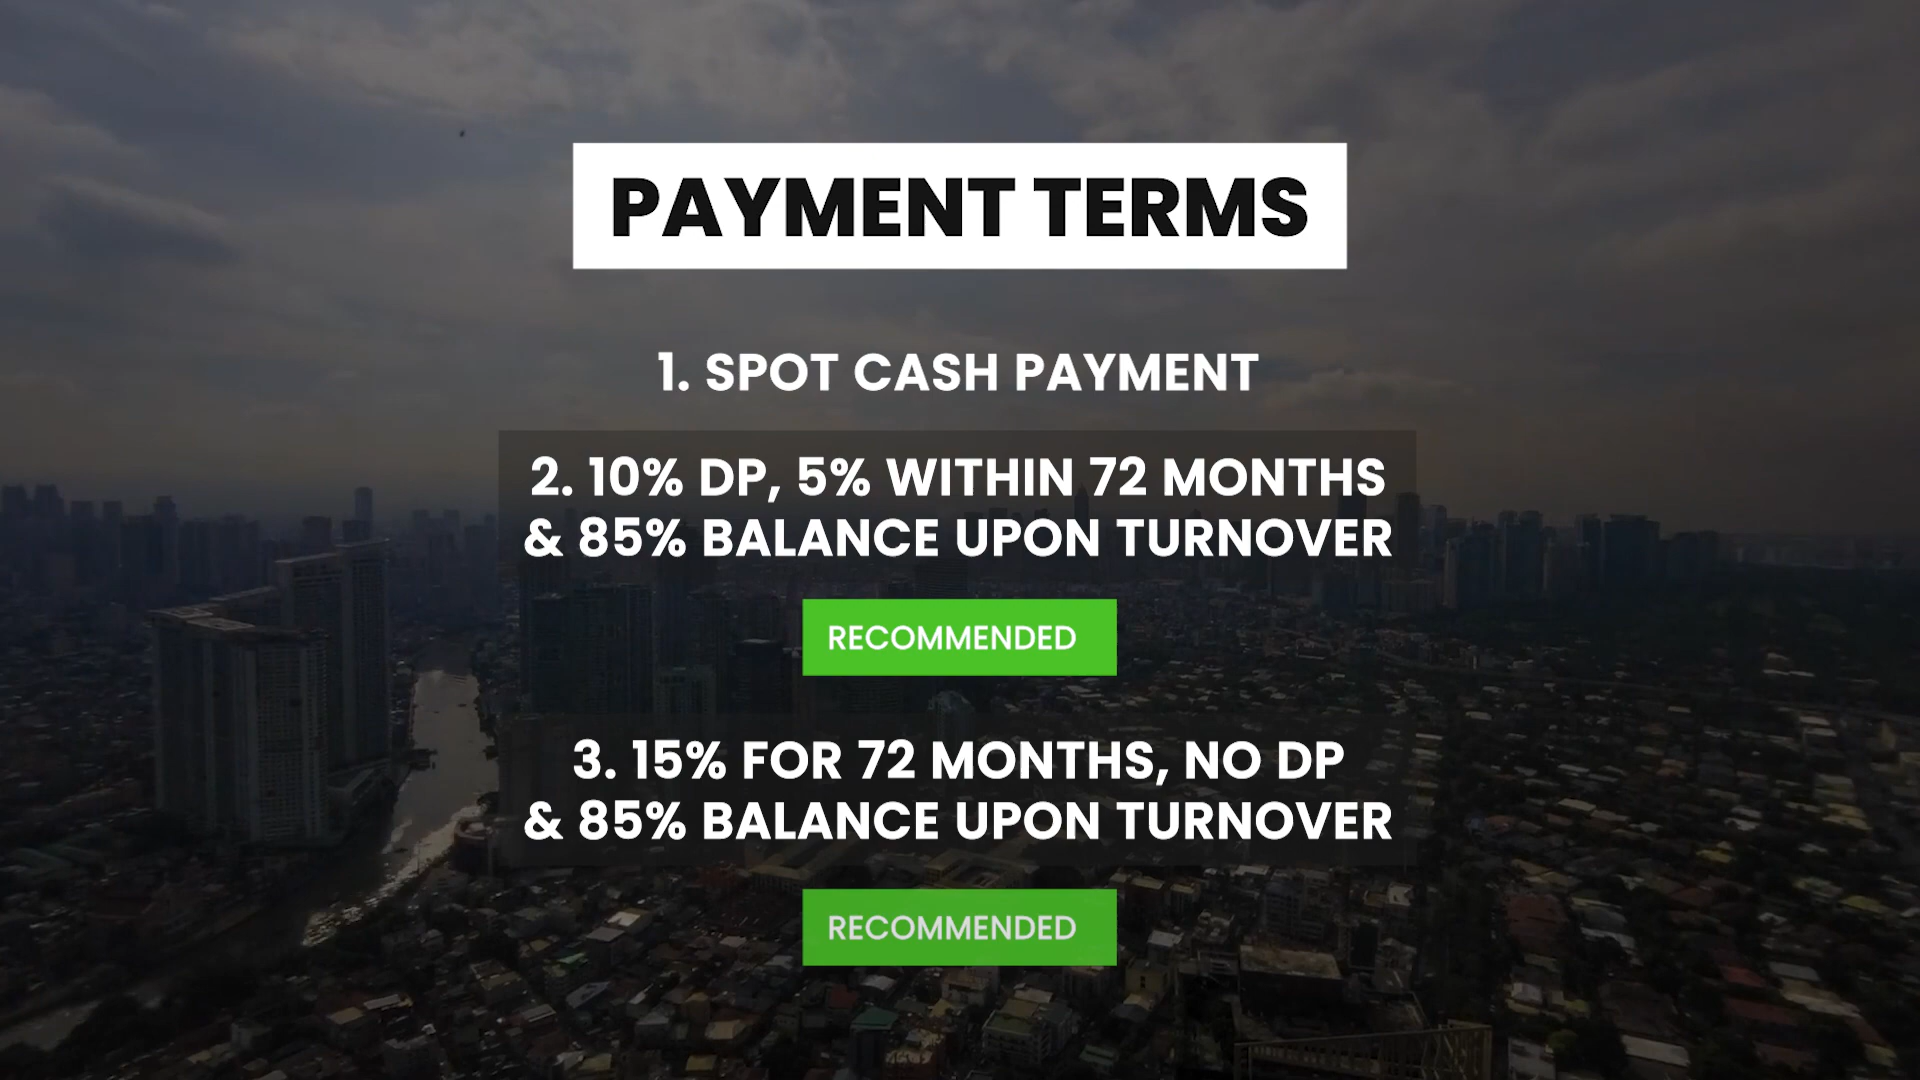 PAYMENT TERMS
1. SPOT CASH PAYMENT
2. 10% DP, 5% WITHIN 72 MONTHS
& 85% BALANCE UPON TURNOVER
RECOMMENDED
3. 15% FOR 72 MONTHS, NO DP
& 85% BALANCE UPON TURNOVER
RECOMMENDED